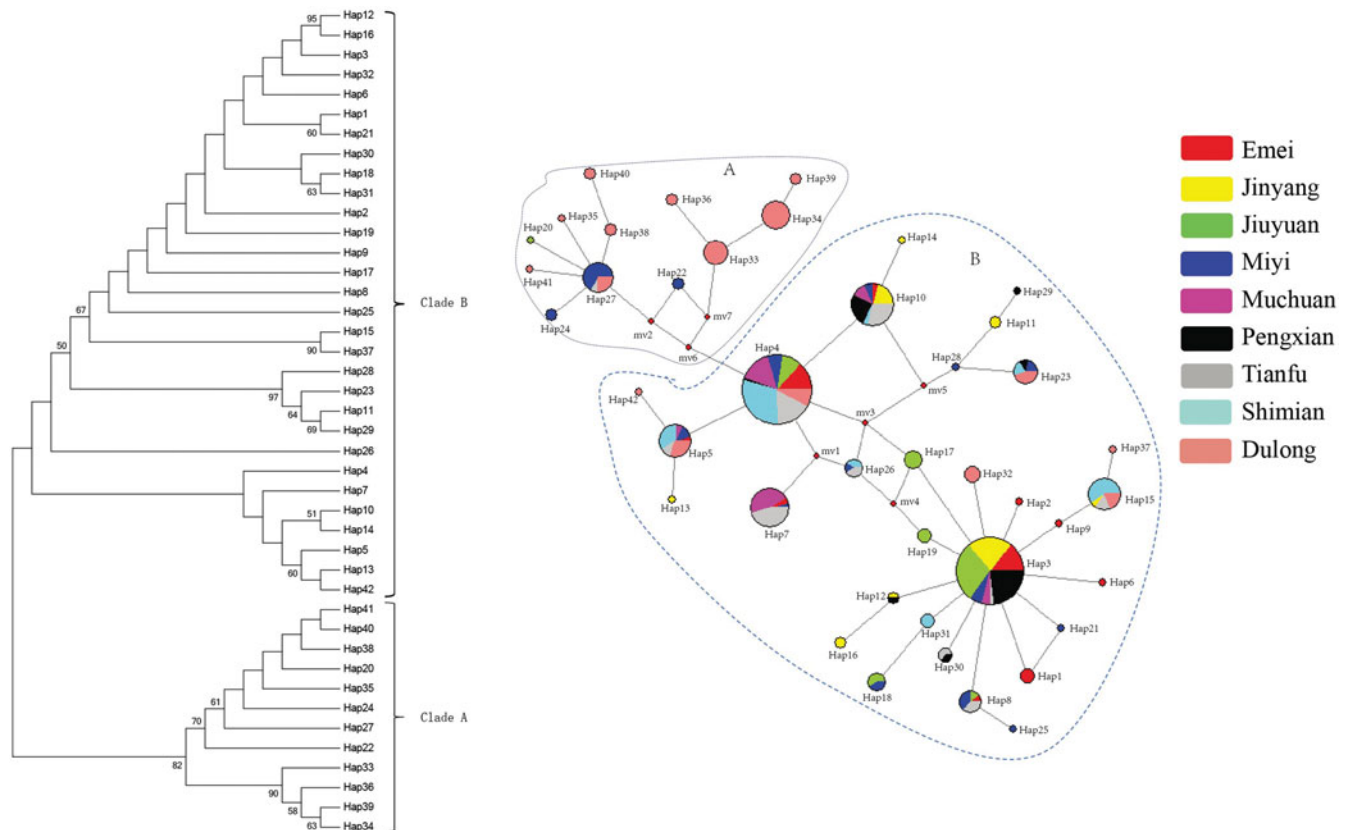 95
Hap12
Hap16
Hap3
Hap32
Hap6
Hap1
60
Hap21
Hap30
Hap18
63
Hap31
Hap2
Hap19
Hap9
Hap17
Hap8
67
Hap25
Hap15
90
Hap37
50
Hap28
97
Hap23
64
Hap11
69
Hap29
Hap26
Hap4
Hap7
51
Hap10
Hap14
Hap5
60
Hap13
Hap42
Clade B
Hap41
Hap40
Hap38
Hap20
Hap35
61
Hap24
70
Hap27
Hap22
82
Hap33
90
Hap36
58
Hap39
63
Hap34
Clade A
A
Hap40
Hap39
Hap36
Hap34
Hap35
Hap20
Hap38
Hap33
Hap41
Hap27
Hap22
Hap24
mv2
mv7
mv6
B
Hap14
Hap10
Hap29
Hap11
Hap4
Hap28
Hap23
mv5
Hap42
mv3
Hap5
mv1
Hap26
Hap17
Hap37
Hap32
Hap15
Hap13
mv4
Hap2
Hap9
Hap7
Hap19
Hap3
Hap6
Hap12
Hap31
Hap21
Hap16
Hap30
Hap1
Hap18
Hap8
Hap25
Emei
Jinyang
Jiuyuan
Miyi
Muchuan
Pengxian
Tianfu
Shimian
Dulong